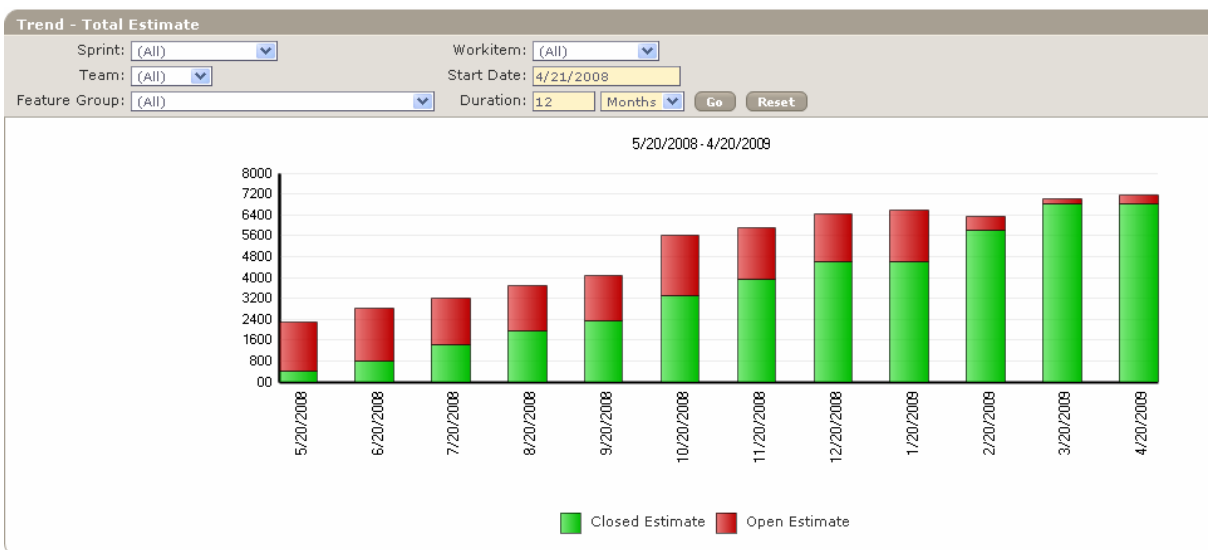 Trend - Total Estimate
Sprint: (All) Workitem: (All)
Team: (All) Start Date: 4/21/2008
Feature Group: (All) Duration: 12 Months Go Reset
5/20/2008-4/20/2009
8000
7200
6400
5600
4800
4000
3200
2400
1600
800
00
5/20/2008 6/20/2008 7/20/2008 8/20/2008 9/20/2008 10/20/2008 11/20/2008 12/20/2008 1/20/2009 2/20/2009 3/20/2009 4/20/2009
Closed Estimate Open Estimate